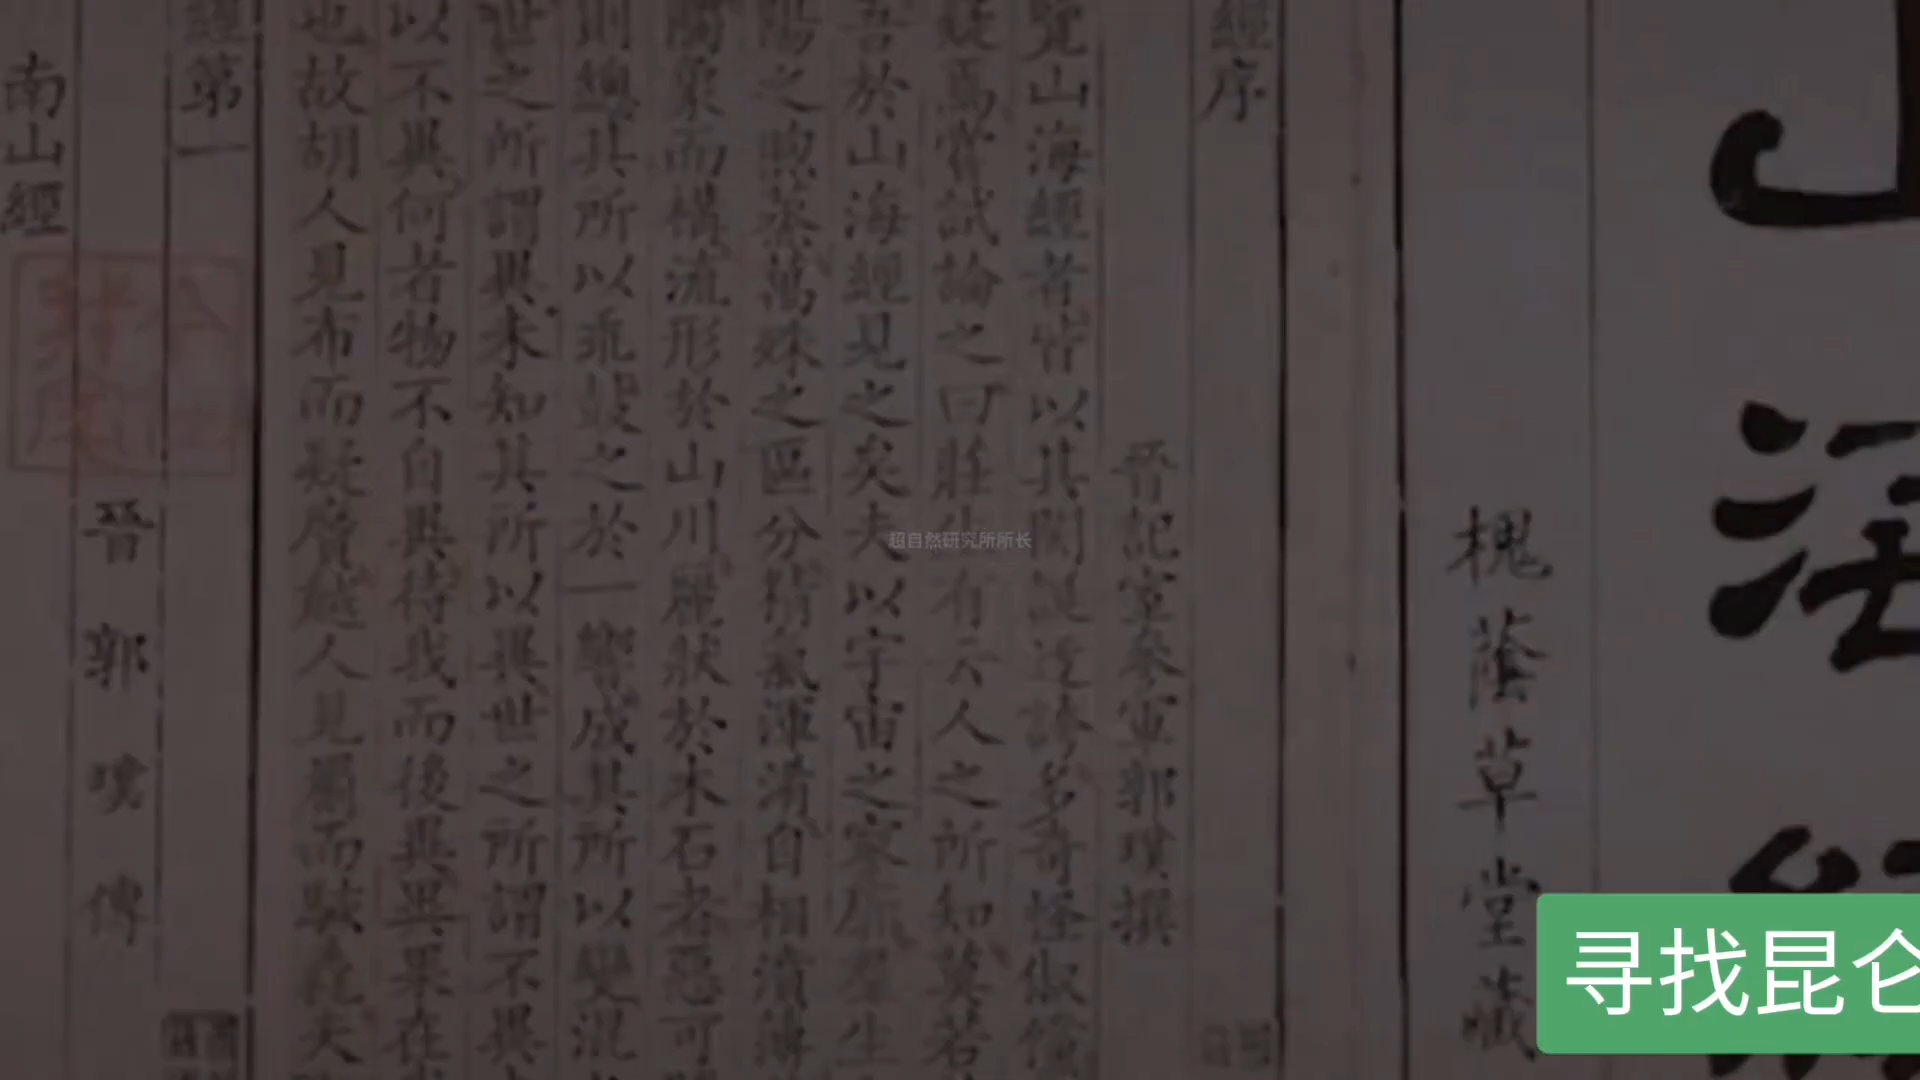 槐蔭草堂藏
經序
晉記室參軍郭璞撰
覽山海經者皆以其閎誕迂誇多奇怪俶儻
疑焉嘗試論之曰莊生有云人之所知莫若
吾於山海經見之矣夫以宇宙之寥廓羣生
陽之煦蒸萬殊之區分精氣渾淆自相濆薄
觸象而構流形於山川麗狀於木石者惡可
則總其所以乖鼓之於一響成其所以變混
世之所謂異未知其所以異世之所謂不異
以不異何者物不自異待我而後異異果在
也故胡人見布而疑黂越人見罽而駭毳夫
經第一
晉郭璞傳
南山經
超自然研究所所长
寻找昆仑